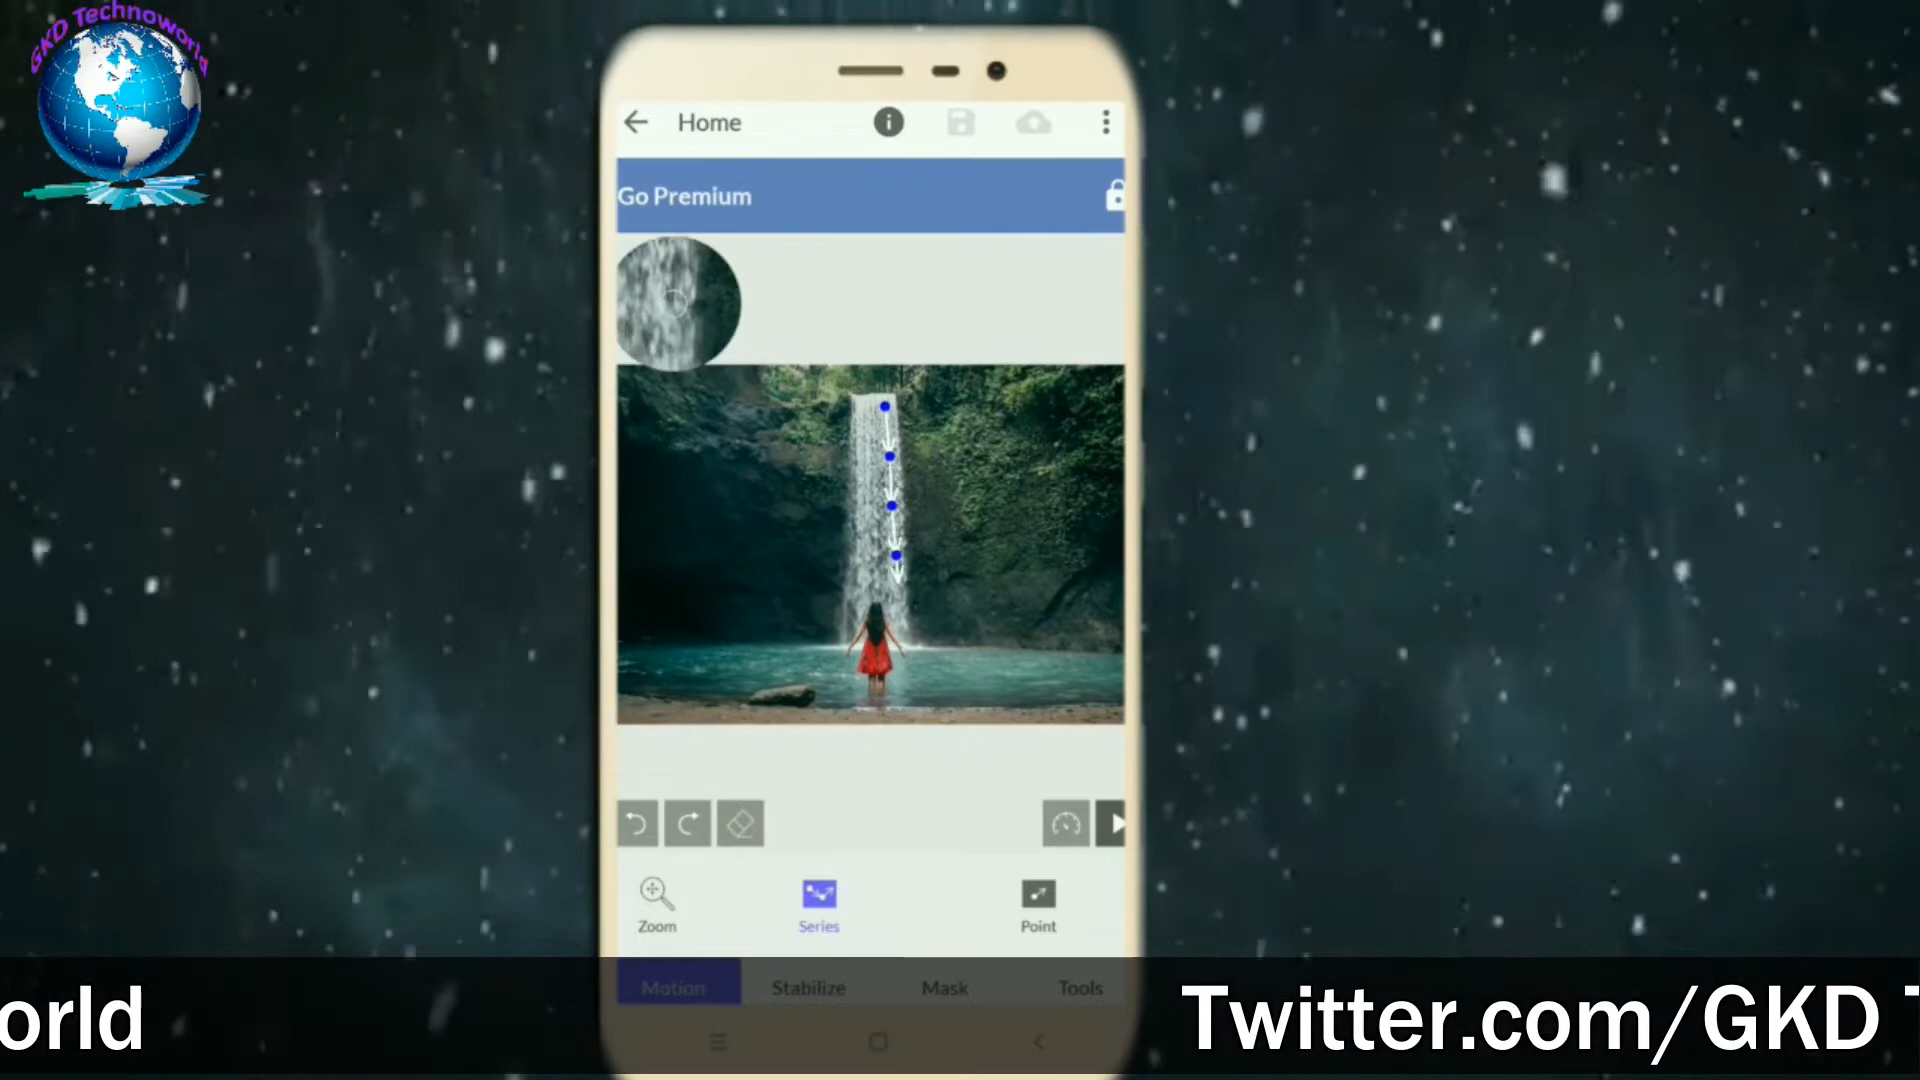 GKD Technoworld
Home
Go Premium
Zoom
Series
Point
Motion
Stabilize
Mask
Tools
orld
Twitter.com/GKD T